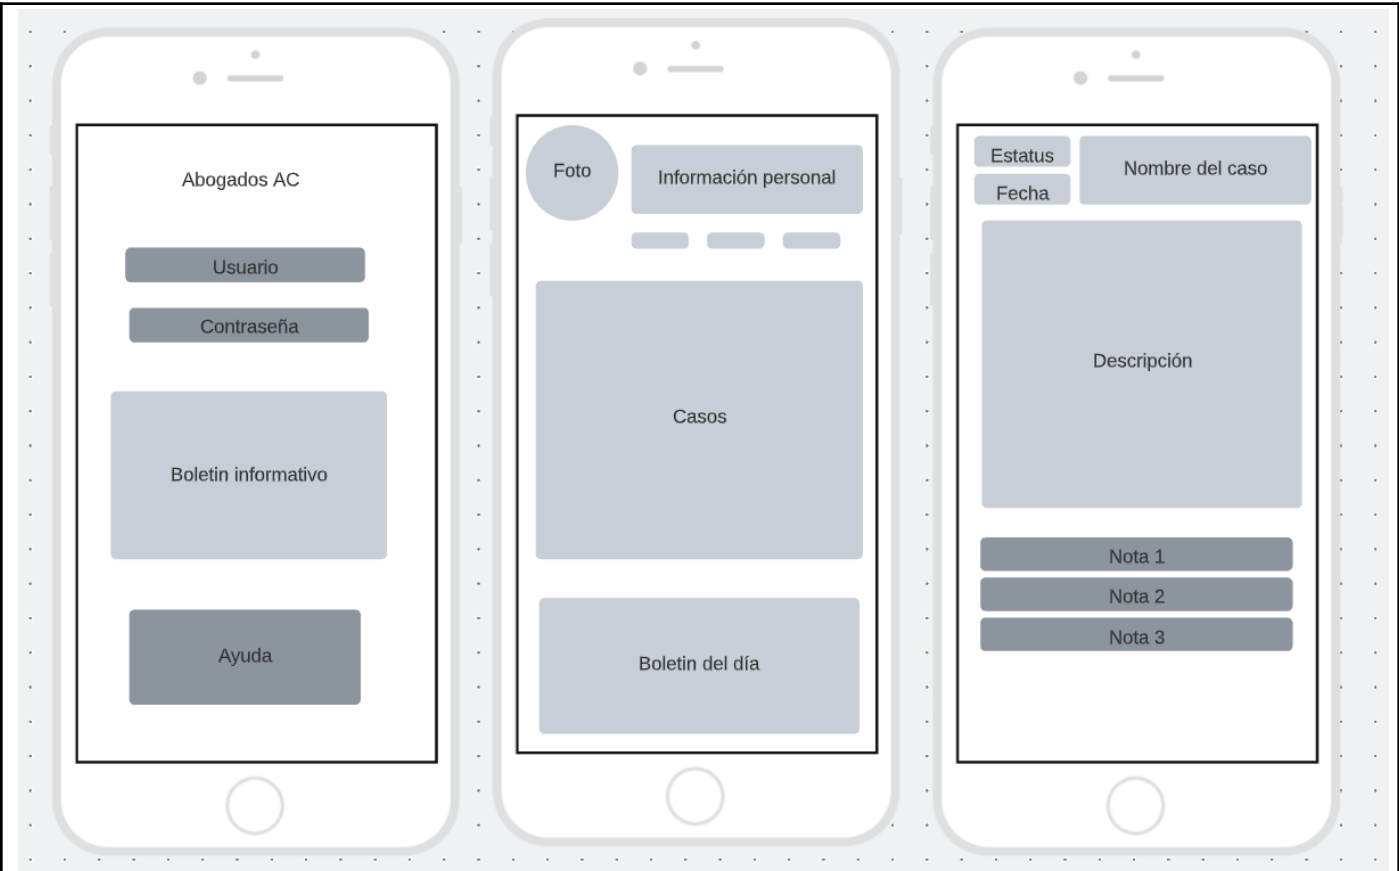 Abogados AC
Usuario
Contraseña
Boletin informativo
Ayuda
Foto
Información personal
Casos
Boletin del día
Estatus
Fecha
Nombre del caso
Descripción
Nota 1
Nota 2
Nota 3